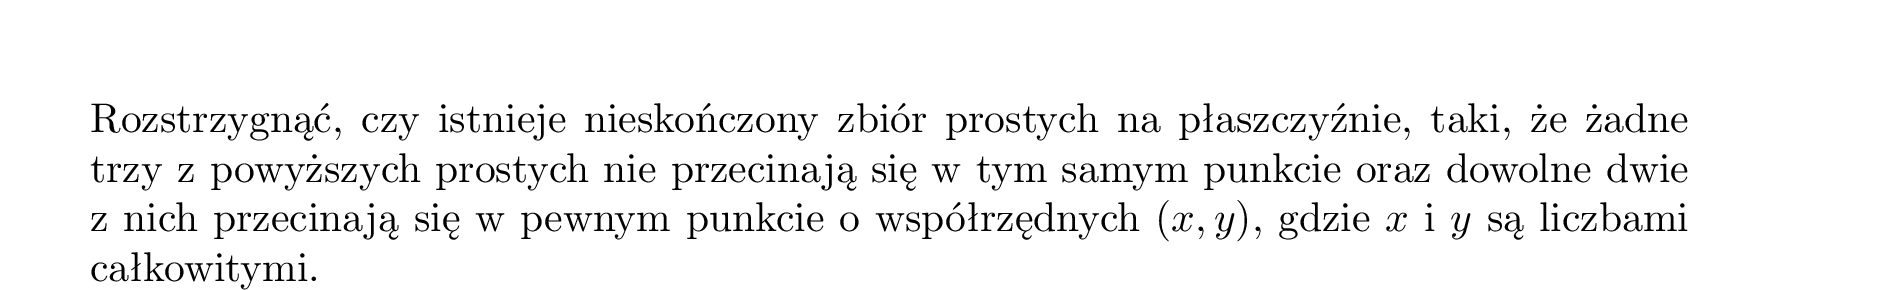 Rozstrzygnąć, czy istnieje nieskończony zbiór prostych na płaszczyźnie, taki, że żadne
trzy z powyższych prostych nie przecinają się w tym samym punkcie oraz dowolne dwie
z nich przecinają się w pewnym punkcie o współrzędnych (x, y), gdzie x i y są liczbami
całkowitymi.